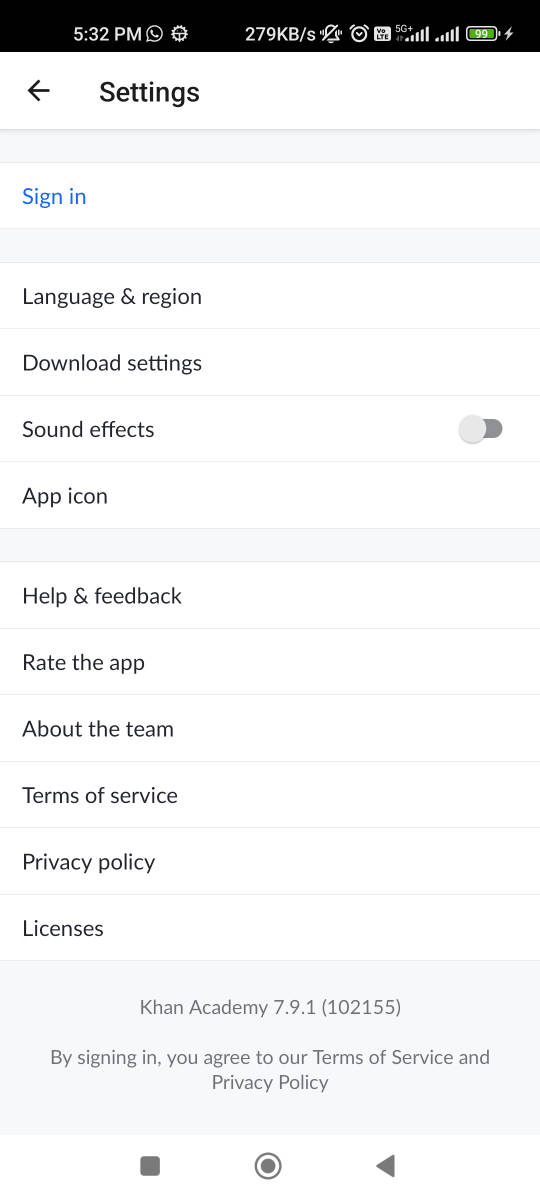 5:32 PM 279KB/s Vo LTE 5G+ 99
Settings
Sign in
Language & region
Download settings
Sound effects
App icon
Help & feedback
Rate the app
About the team
Terms of service
Privacy policy
Licenses
Khan Academy 7.9.1 (102155)
By signing in, you agree to our Terms of Service and
Privacy Policy